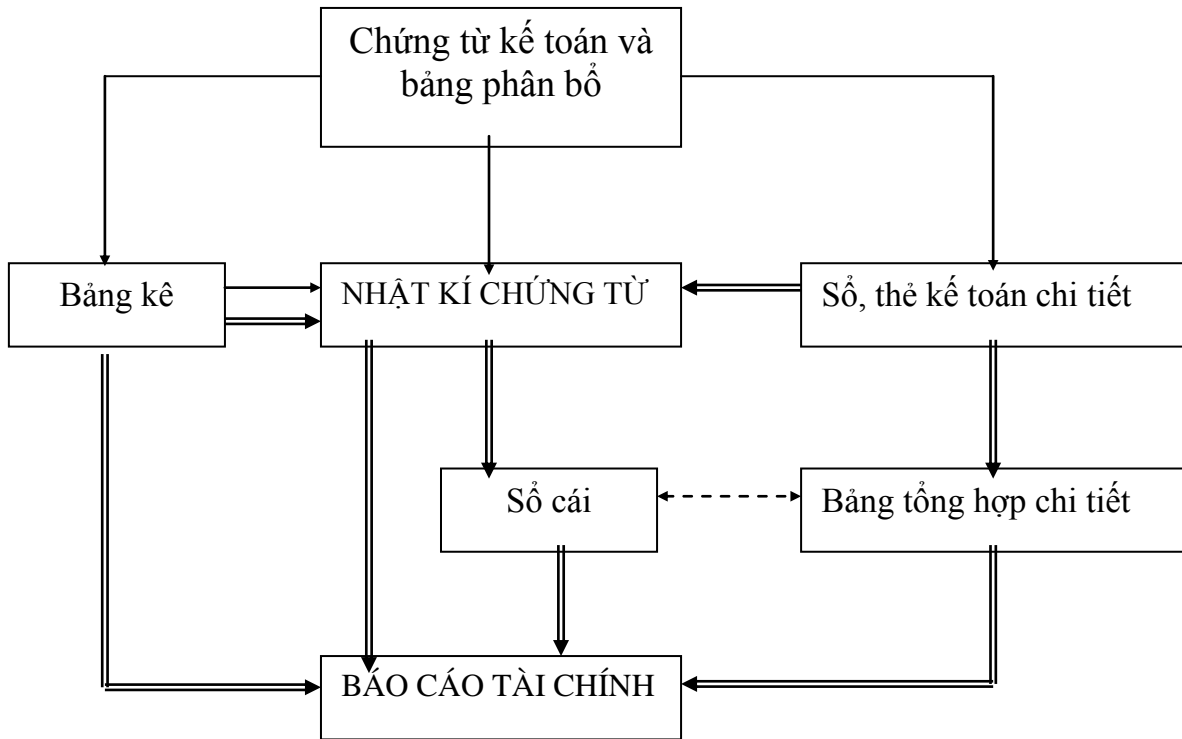 Chứng từ kế toán và
bảng phân bổ
Bảng kê
NHẬT KÍ CHỨNG TỪ
Sổ, thẻ kế toán chi tiết
Sổ cái
Bảng tổng hợp chi tiết
BÁO CÁO TÀI CHÍNH